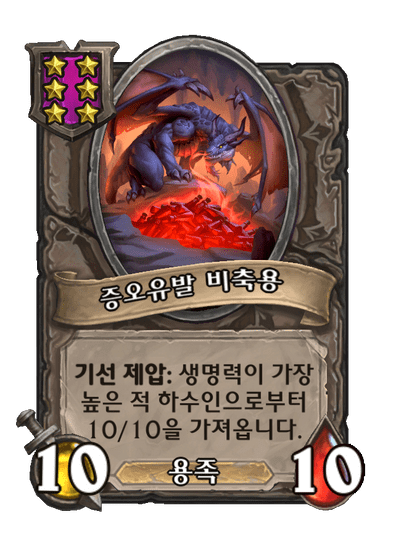 증오유발 비축용
기선 제압: 생명력이 가장
높은 적 하수인으로부터
10/10을 가져옵니다.
10
용족
10